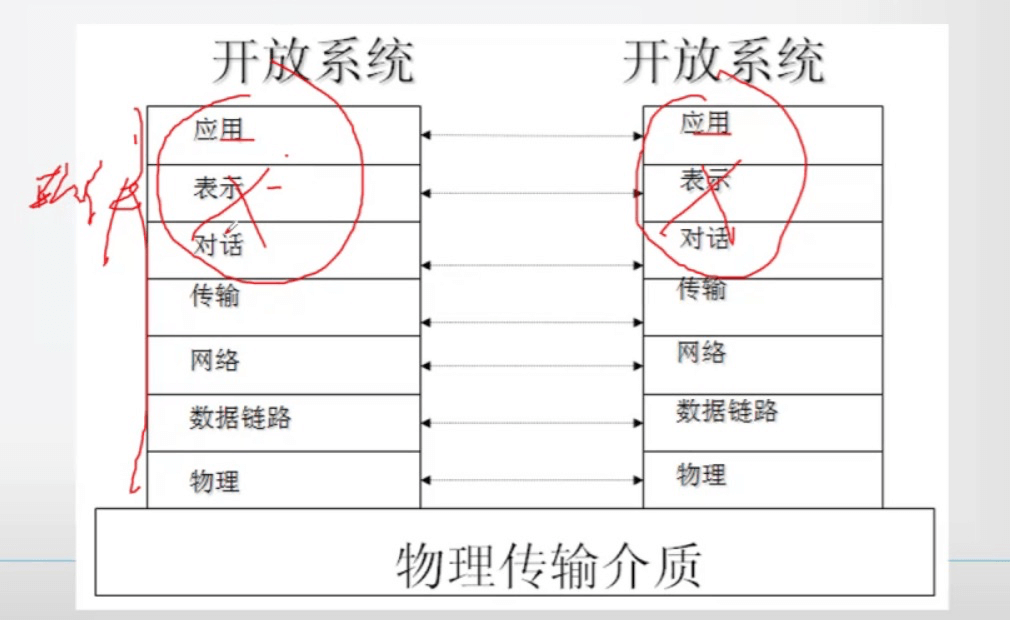 开放系统 开放系统
应用 应用
表示 表示
对话 对话
传输 传输
网络 网络
数据链路 数据链路
物理 物理
物理传输介质